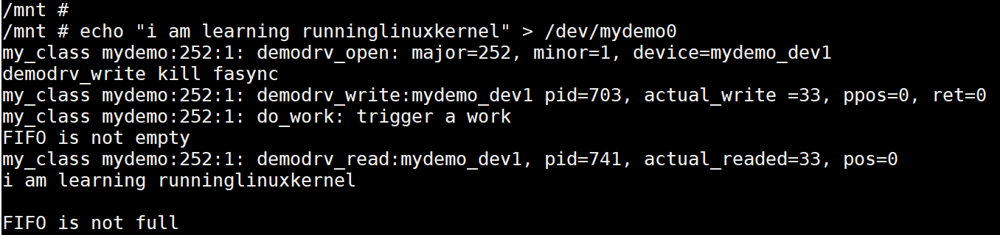 /mnt #
/mnt # echo "i am learning runninglinuxkernel" > /dev/mydemo0
my_class mydemo:252:1: demodrv_open: major=252, minor=1, device=mydemo_dev1
demodrv_write kill fasync
my_class mydemo:252:1: demodrv_write:mydemo_dev1 pid=703, actual_write =33, ppos=0, ret=0
my_class mydemo:252:1: do_work: trigger a work
FIFO is not empty
my_class mydemo:252:1: demodrv_read:mydemo_dev1, pid=741, actual_readed=33, pos=0
i am learning runninglinuxkernel
FIFO is not full